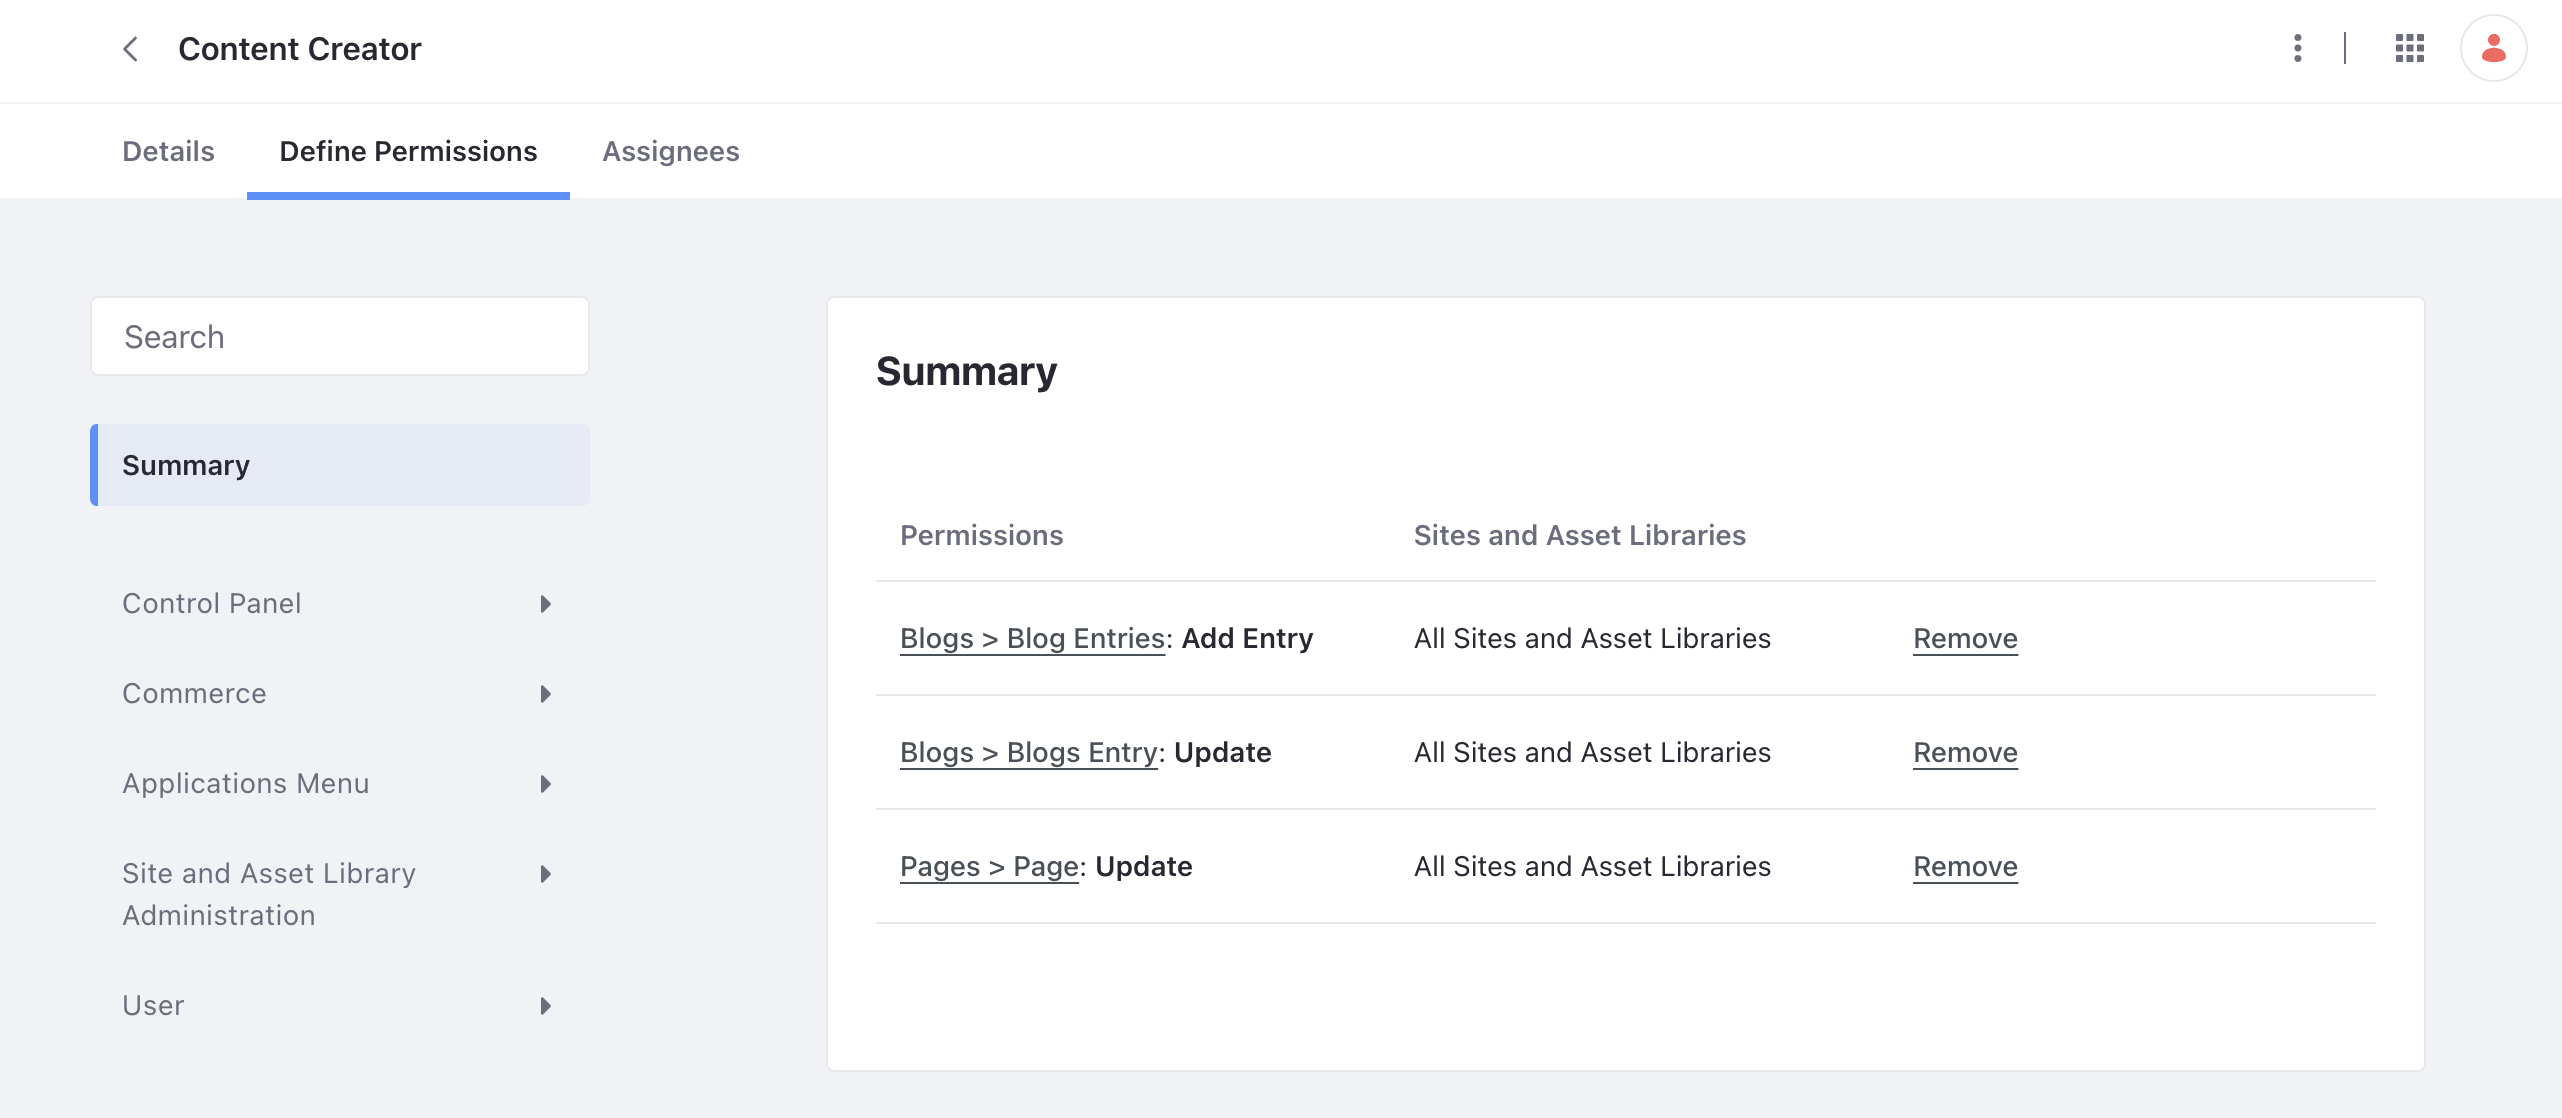 Content Creator
Details
Define Permissions
Assignees
Search
Summary
Control Panel
Commerce
Applications Menu
Site and Asset Library
Administration
User
Summary
Permissions Sites and Asset Libraries
Blogs > Blog Entries: Add Entry All Sites and Asset Libraries Remove
Blogs > Blogs Entry: Update All Sites and Asset Libraries Remove
Pages > Page: Update All Sites and Asset Libraries Remove